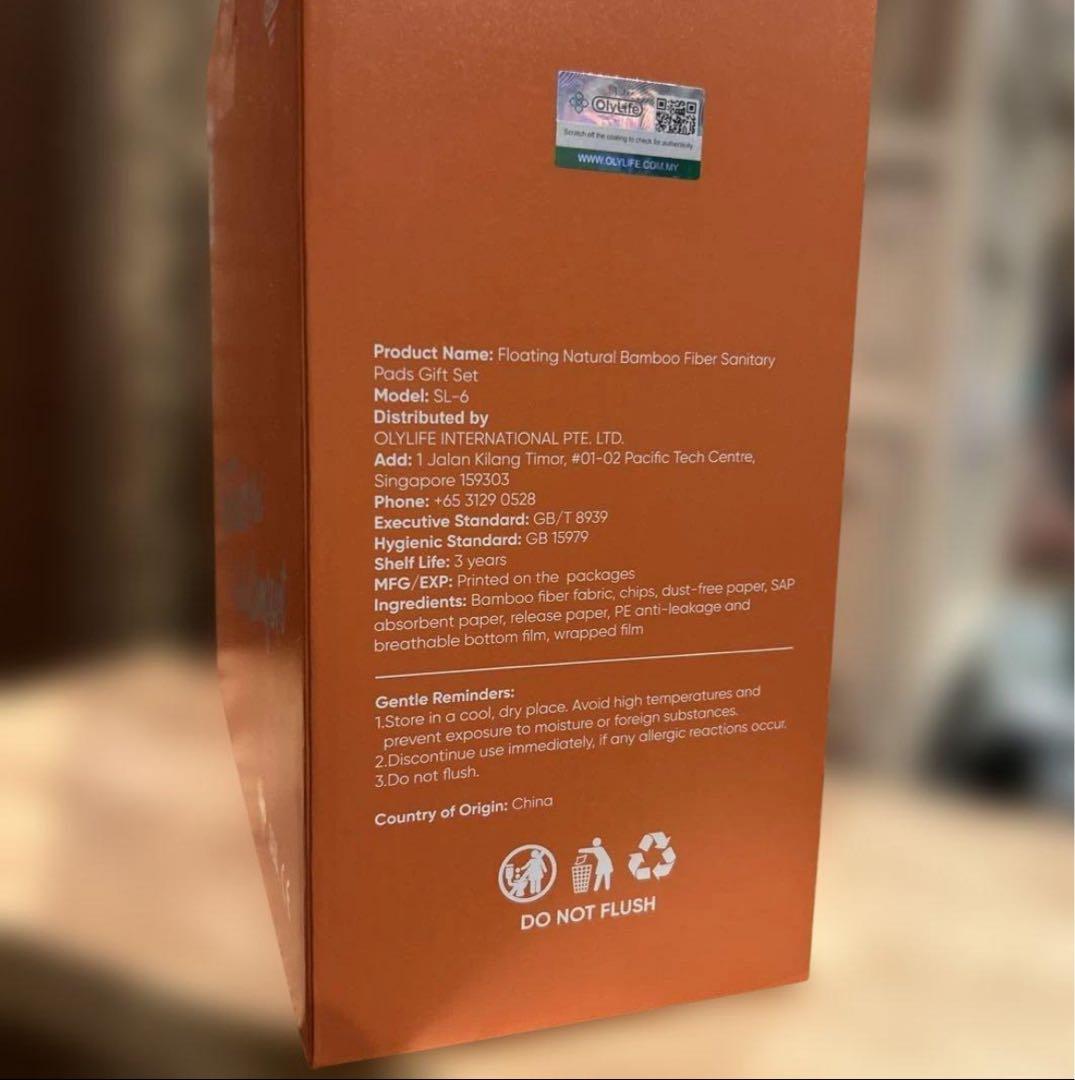 OlyLife
Scratch off the coating to check for authenticity
WWW.OLYLIFE.COM.MY
Product Name: Floating Natural Bamboo Fiber Sanitary
Pads Gift Set
Model: SL-6
Distributed by
OLYLIFE INTERNATIONAL PTE. LTD.
Add: 1 Jalan Kilang Timor, #01-02 Pacific Tech Centre,
Singapore 159303
Phone: +65 3129 0528
Executive Standard: GB/T 8939
Hygienic Standard: GB 15979
Shelf Life: 3 years
MFG/EXP: Printed on the packages
Ingredients: Bamboo fiber fabric, chips, dust-free paper, SAP
absorbent paper, release paper, PE anti-leakage and
breathable bottom film, wrapped film
Gentle Reminders:
1.Store in a cool, dry place. Avoid high temperatures and
prevent exposure to moisture or foreign substances.
2.Discontinue use immediately, if any allergic reactions occur.
3.Do not flush.
Country of Origin: China
DO NOT FLUSH